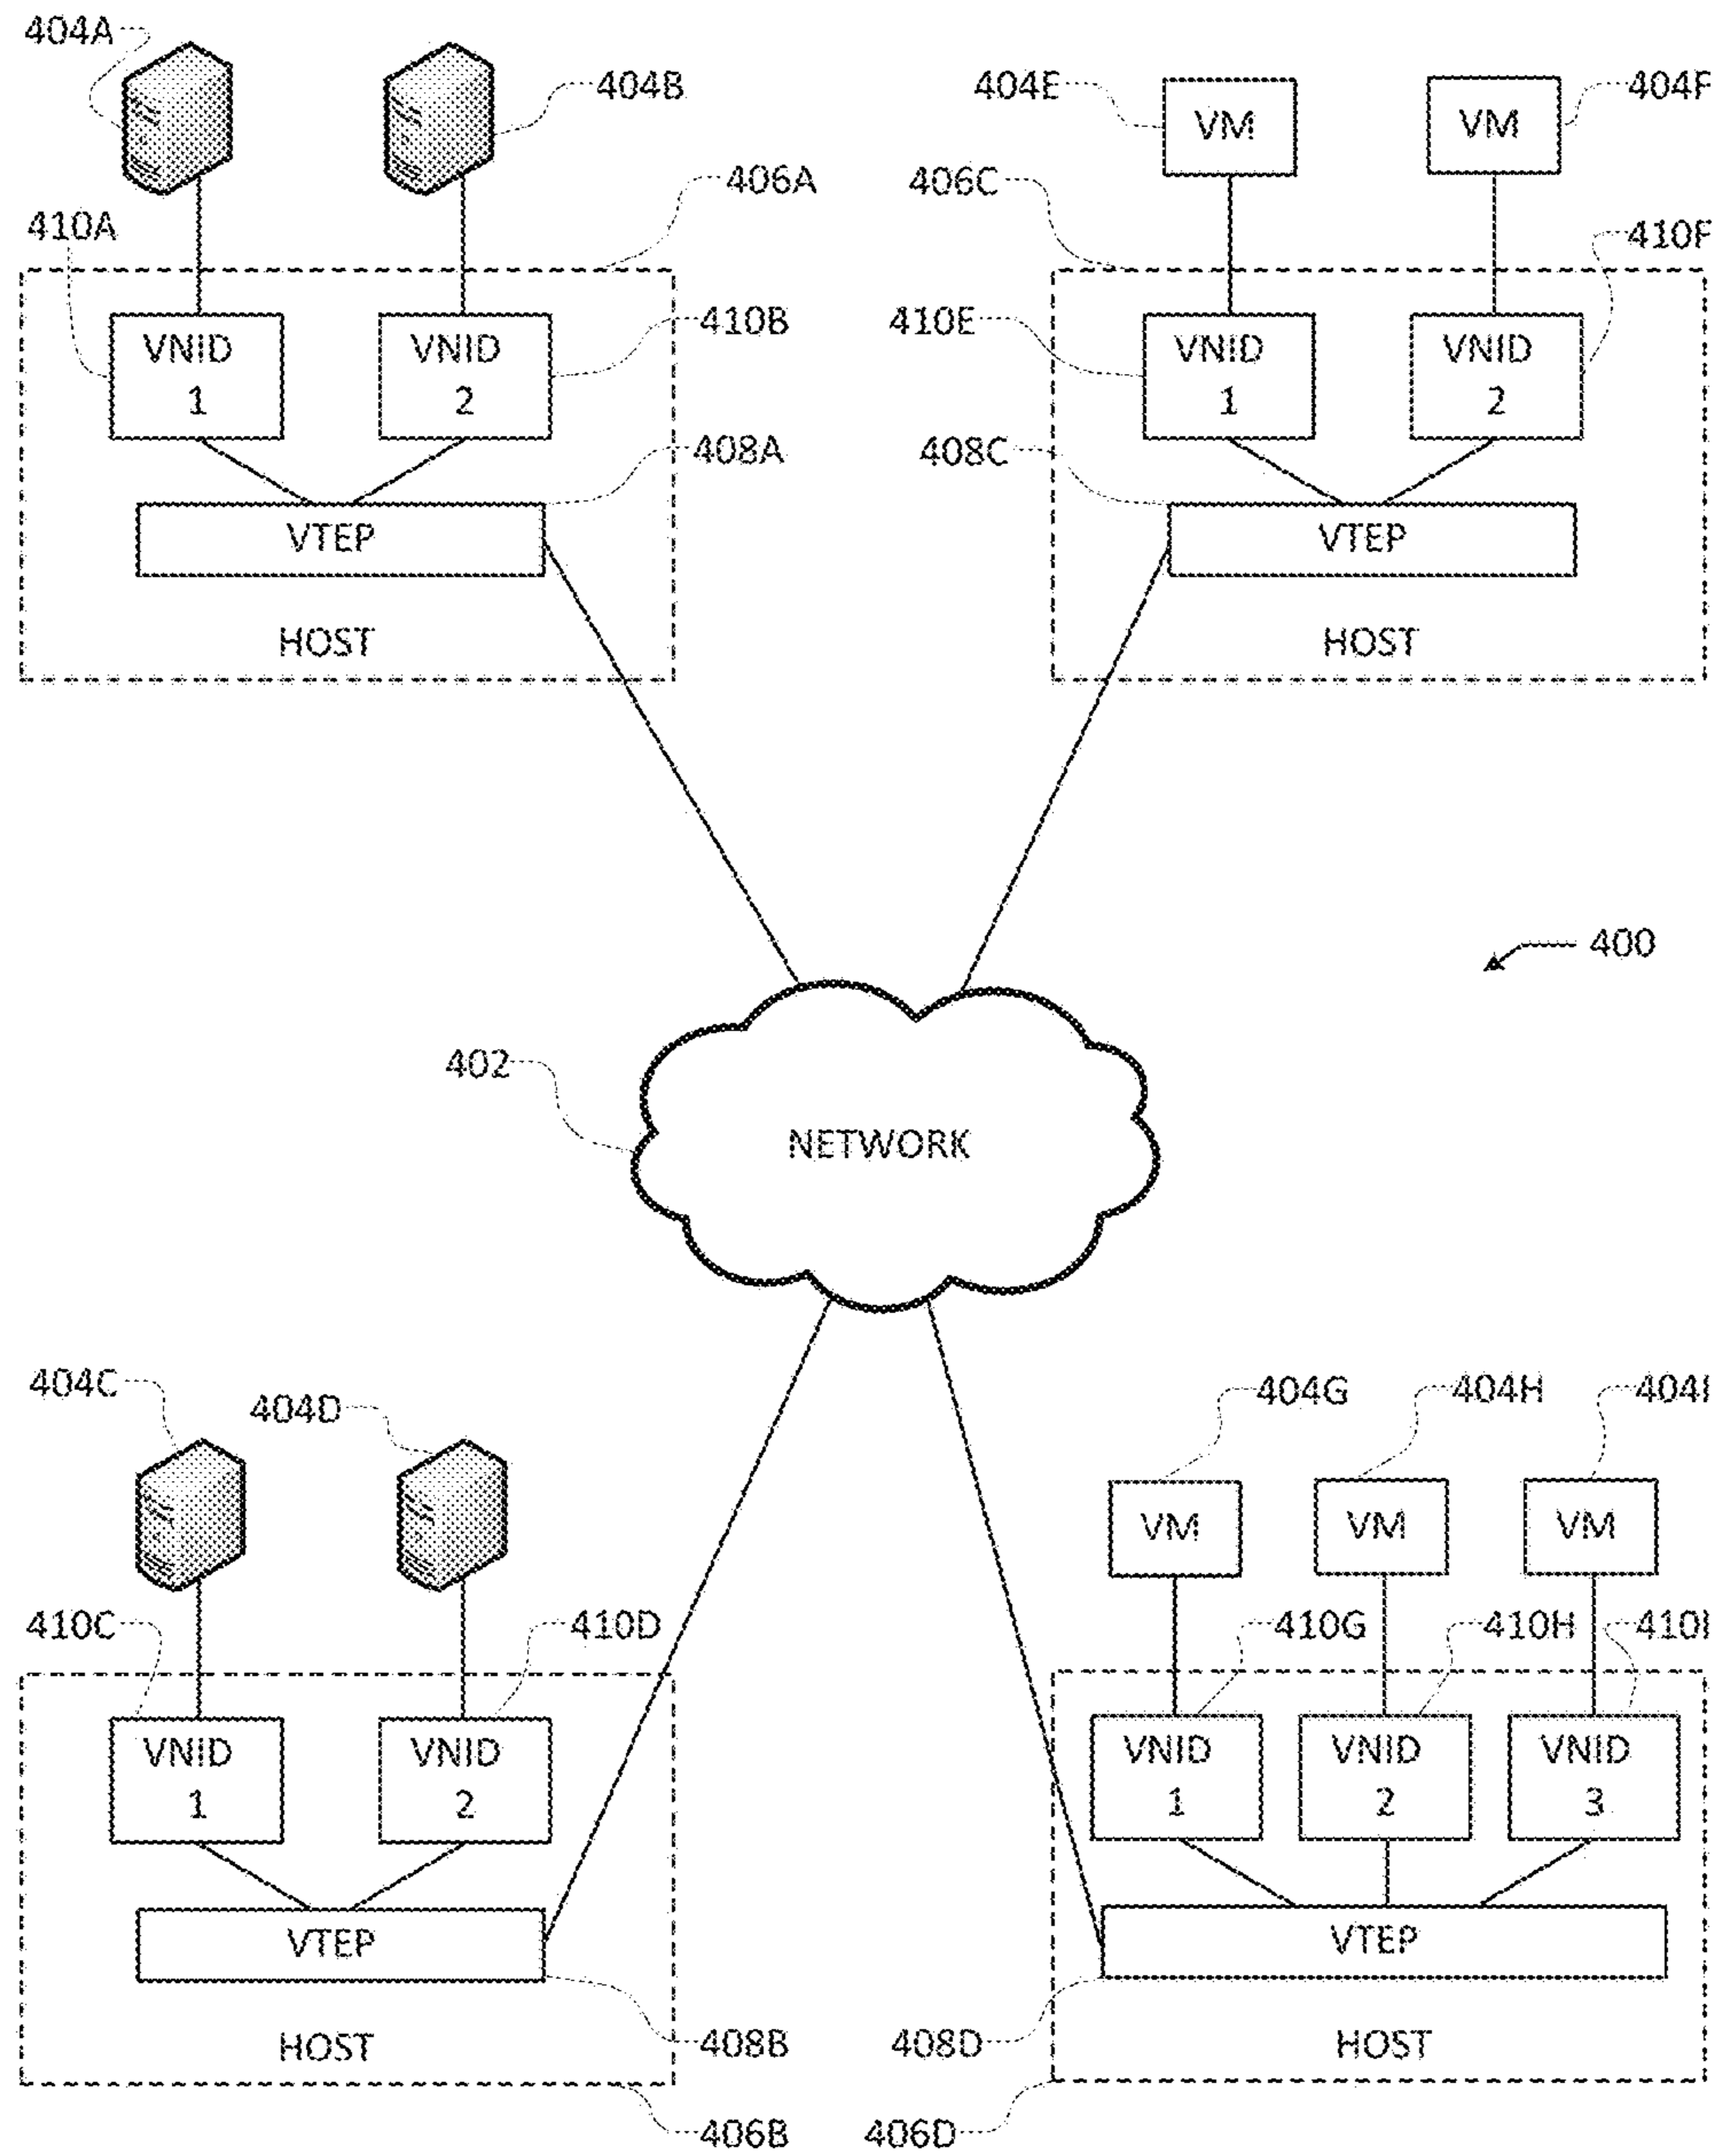 404A
404B
404E
VM
VM
404F
406A
406C
410A
410F
VNID
1
VNID
2
410B
410E
VNID
1
VNID
2
408A
408C
VTEP
VTEP
HOST
HOST
400
402
NETWORK
404C
404D
404G
404H
404I
VM
VM
VM
410C
410D
410G
410H
410I
VNID
1
VNID
2
VNID
1
VNID
2
VNID
3
VTEP
VTEP
HOST
408B
408D
HOST
406B
406D